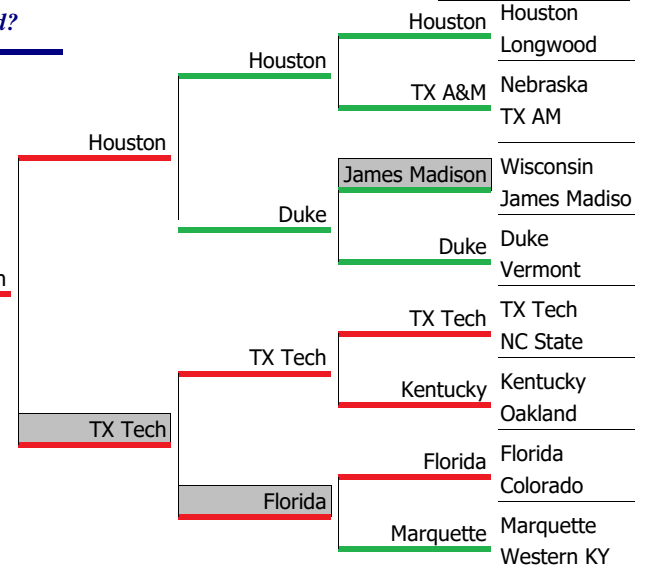 d?
Houston
Longwood
Nebraska
TX AM
Wisconsin
James Madiso
Duke
Vermont
TX Tech
NC State
Kentucky
Oakland
Florida
Colorado
Marquette
Western KY
Houston
TX A&M
James Madison
Duke
TX Tech
Kentucky
Florida
Marquette
Houston
Duke
TX Tech
Florida
Houston
TX Tech
n